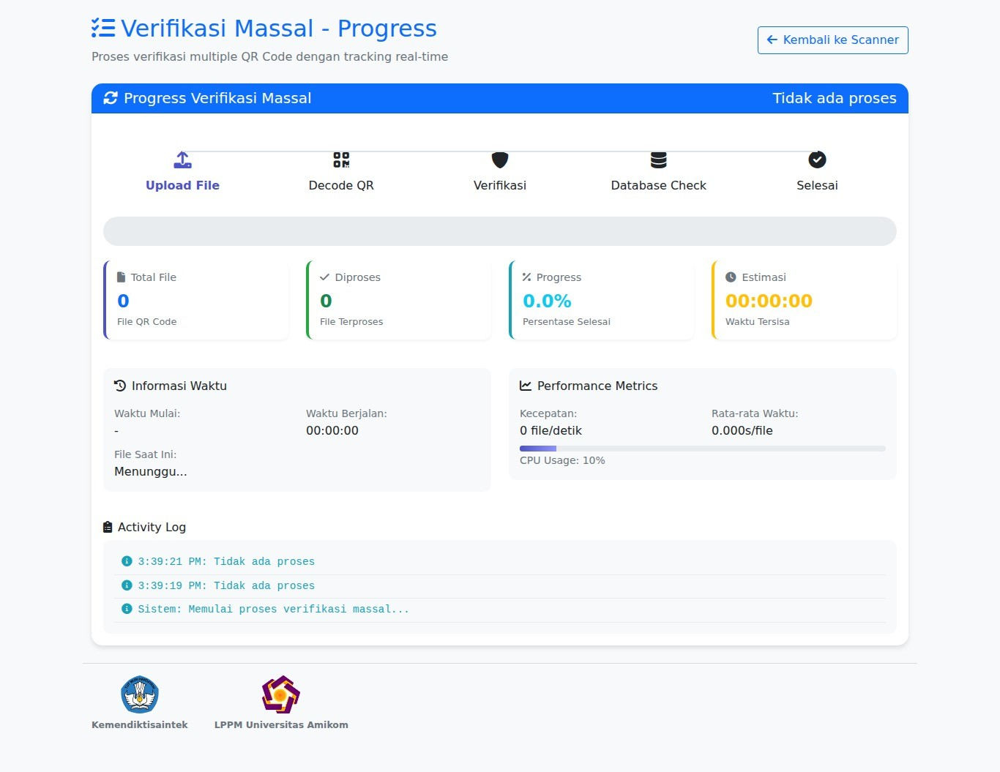 Verifikasi Massal - Progress
Proses verifikasi multiple QR Code dengan tracking real-time
Kembali ke Scanner
Progress Verifikasi Massal
Tidak ada proses
Upload File
Decode QR
Verifikasi
Database Check
Selesai
Total File
0
File QR Code
Diproses
0
File Terproses
Progress
0.0%
Persentase Selesai
Estimasi
00:00:00
Waktu Tersisa
Informasi Waktu
Waktu Mulai:
-
Waktu Berjalan:
00:00:00
File Saat Ini:
Menunggu...
Performance Metrics
Kecepatan:
0 file/detik
Rata-rata Waktu:
0.000s/file
CPU Usage: 10%
Activity Log
3:39:21 PM: Tidak ada proses
3:39:19 PM: Tidak ada proses
Sistem: Memulai proses verifikasi massal...
Kemendiktisaintek
LPPM Universitas Amikom